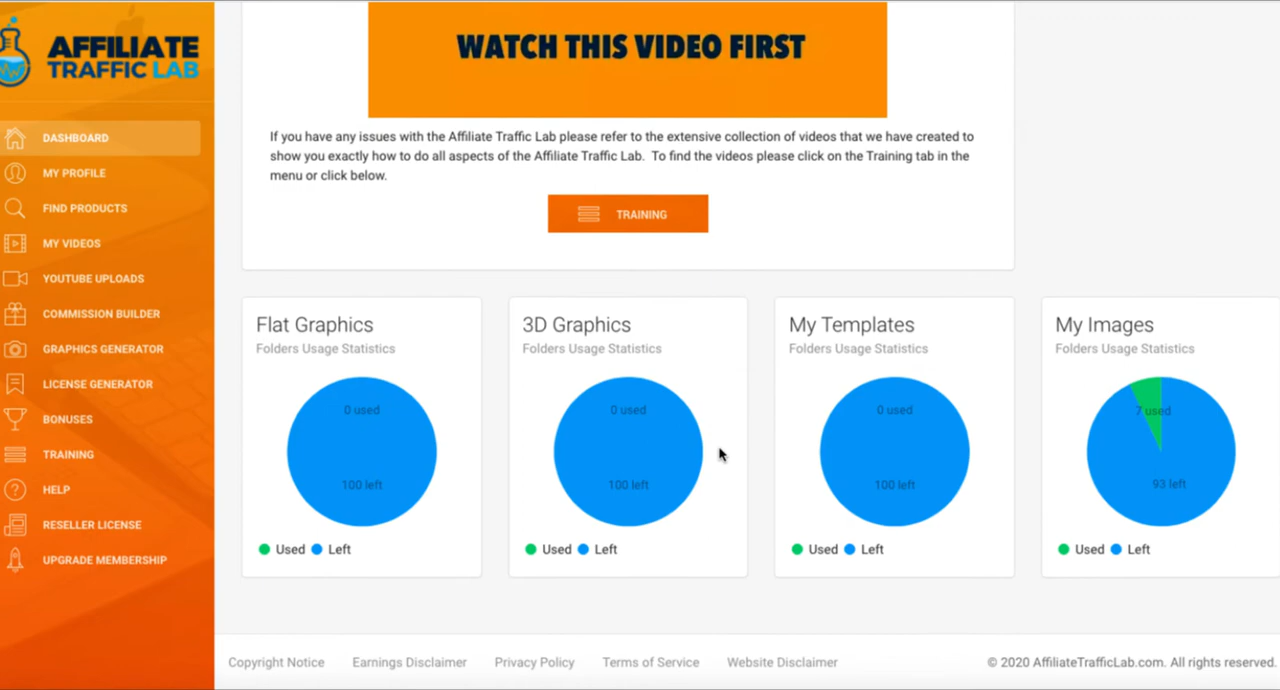 AFFILIATE
TRAFFIC LAB
DASHBOARD
MY PROFILE
FIND PRODUCTS
MY VIDEOS
YOUTUBE UPLOADS
COMMISSION BUILDER
GRAPHICS GENERATOR
LICENSE GENERATOR
BONUSES
TRAINING
HELP
RESELLER LICENSE
UPGRADE MEMBERSHIP
WATCH THIS VIDEO FIRST
If you have any issues with the Affiliate Traffic Lab please refer to the extensive collection of videos that we have created to
show you exactly how to do all aspects of the Affiliate Traffic Lab. To find the videos please click on the Training tab in the
menu or click below.
TRAINING
Flat Graphics
Folders Usage Statistics
0 used
100 left
Used Left
3D Graphics
Folders Usage Statistics
0 used
100 left
Used Left
My Templates
Folders Usage Statistics
0 used
100 left
Used Left
My Images
Folders Usage Statistics
7 used
93 left
Used Left
Copyright Notice Earnings Disclaimer Privacy Policy Terms of Service Website Disclaimer © 2020 AffiliateTrafficLab.com. All rights reserved.